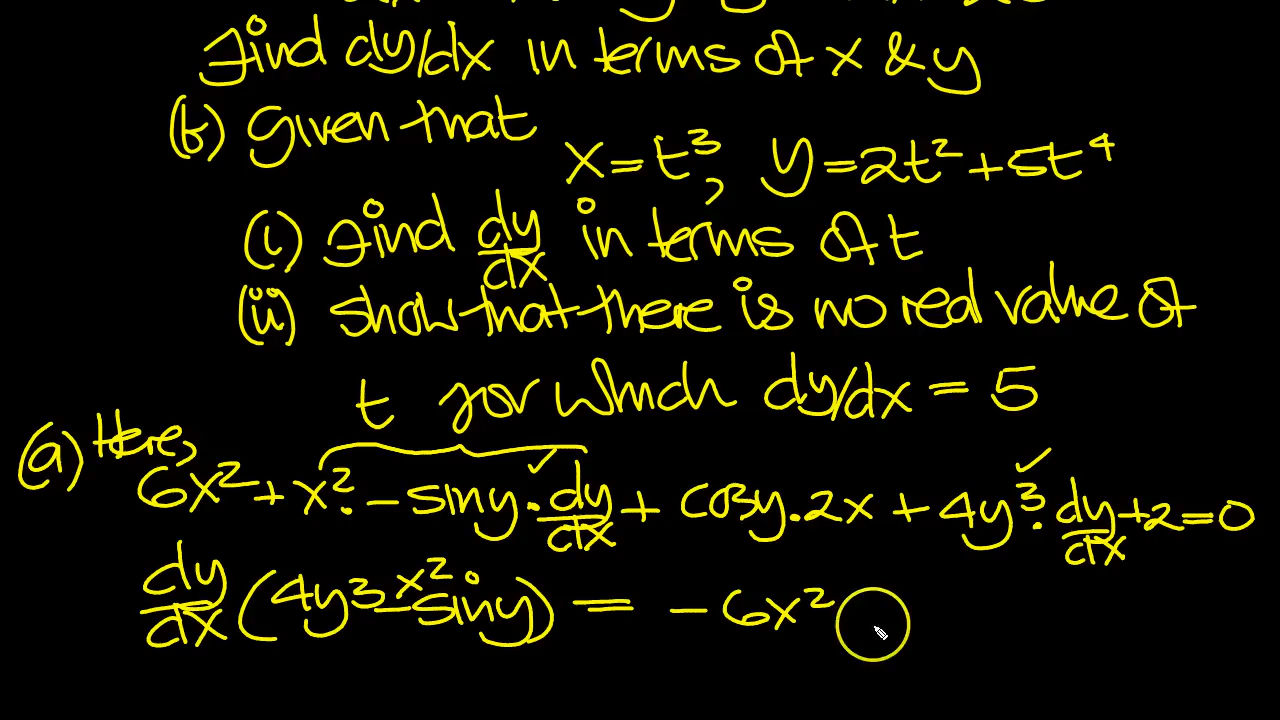 find dy/dx in terms of x & y
(b) given that
x = t³, y = 2t² + 5t⁴
(i) find dy/dx in terms of t
(ii) show that there is no real value of
t for which dy/dx = 5
(a) Here,
6x² + x². - siny. dy/dx + cosy. 2x + 4y³. dy/dx + 2 = 0
dy/dx (4y³ - x² siny) = - 6x²